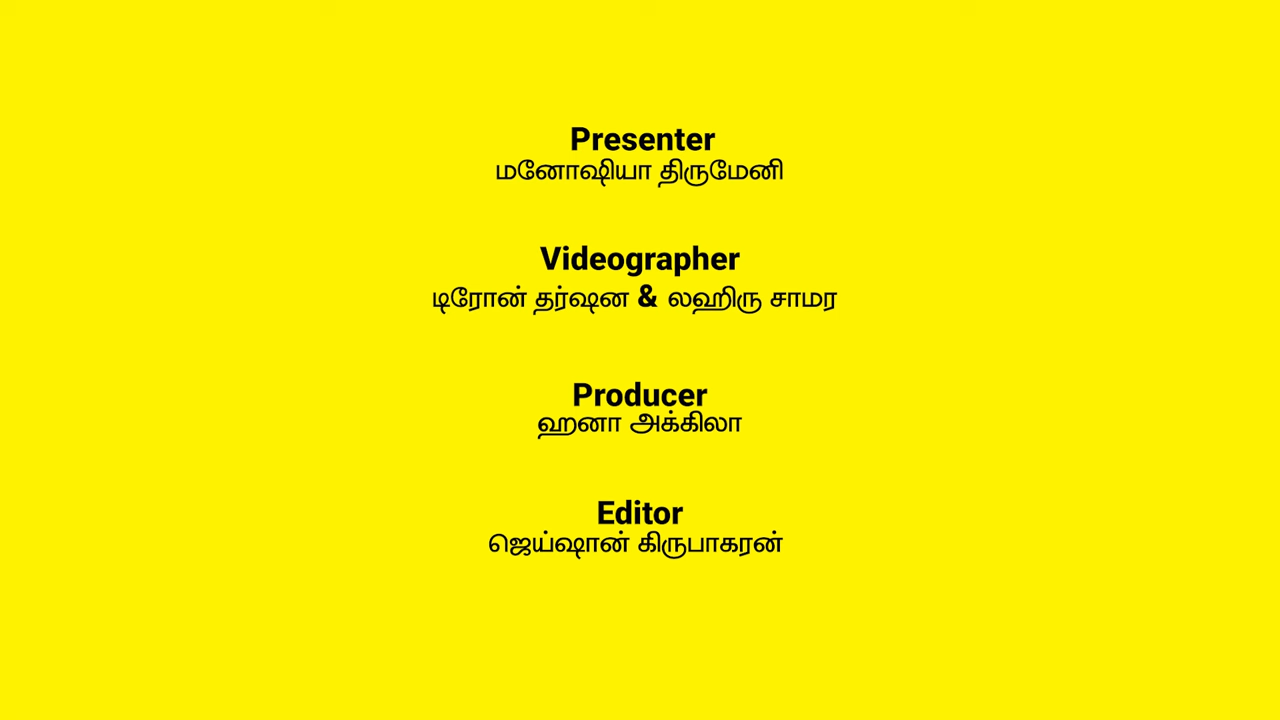 Presenter
மனோஷியா திருமேனி
Videographer
டிரோன் தர்ஷன & லஹிரு சாமர
Producer
ஹனா அக்கிலா
Editor
ஜெய்ஷான் கிருபாகரன்